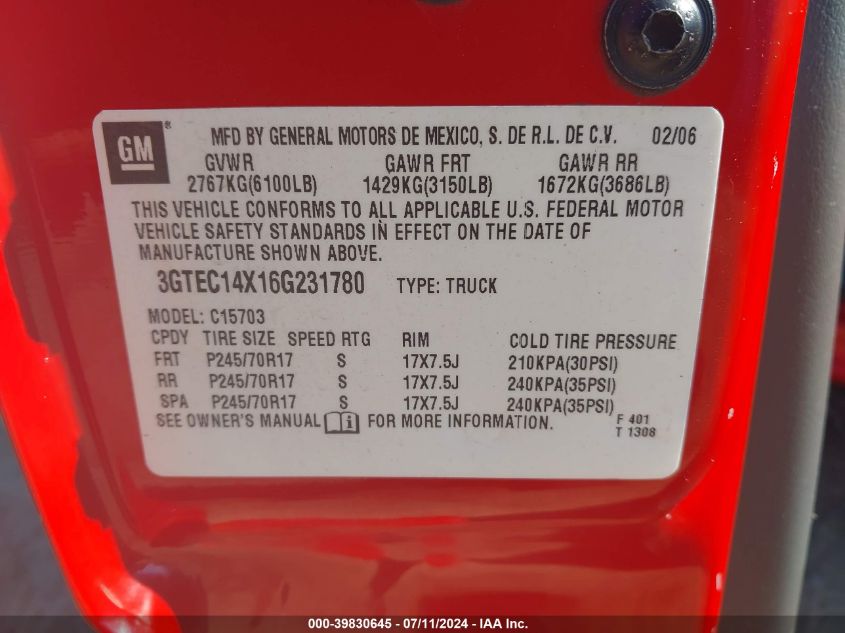 GM® MFD BY GENERAL MOTORS DE MEXICO, S. DE R.L. DE C.V. 02/06
GVWR GAWR FRT GAWR RR
2767KG(6100LB) 1429KG(3150LB) 1672KG(3686LB)
THIS VEHICLE CONFORMS TO ALL APPLICABLE U.S. FEDERAL MOTOR
VEHICLE SAFETY STANDARDS IN EFFECT ON THE DATE OF
MANUFACTURE SHOWN ABOVE.
3GTEC14X16G231780 TYPE: TRUCK
MODEL: C15703
CPDY TIRE SIZE SPEED RTG RIM COLD TIRE PRESSURE
FRT P245/70R17 S 17X7.5J 210KPA(30PSI)
RR P245/70R17 S 17X7.5J 240KPA(35PSI)
SPA P245/70R17 S 17X7.5J 240KPA(35PSI)
SEE OWNER'S MANUAL i FOR MORE INFORMATION. F 401
T 1308
000-39830645 - 07/11/2024 - IAA Inc.